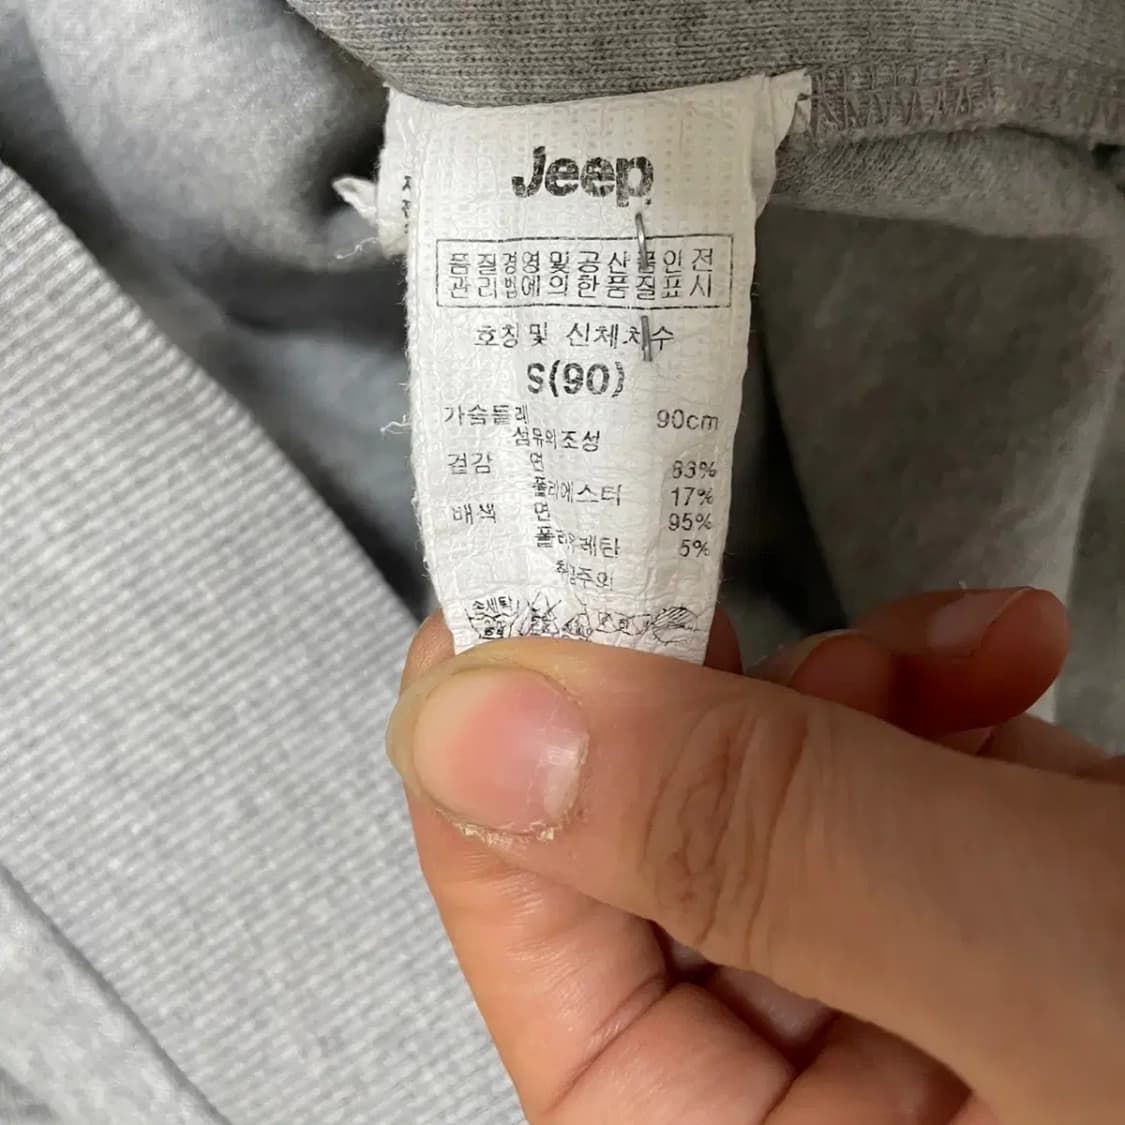 Jeep
품질경영및공산품안전
관리법에의한품질표시
호칭 및 신체치수
S(90)
가슴둘레 90cm
섬유의조성
겉감 면 83%
폴리에스터 17%
배색 면 95%
폴리우레탄 5%
취급주의
손세탁